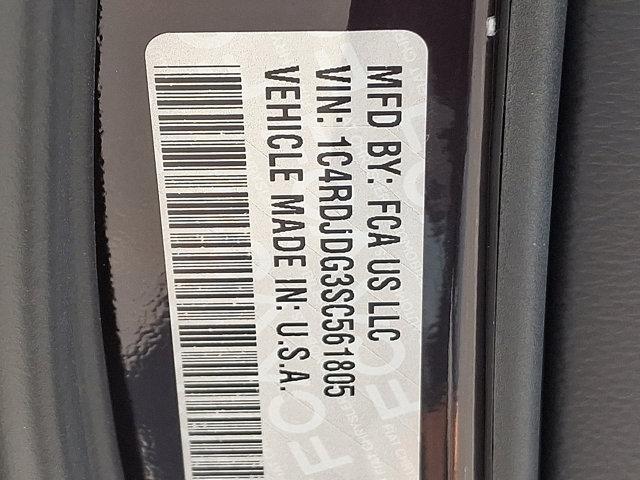 MFD BY: FCA US LLC
VIN: 1C4RDJDG3SC561805
VEHICLE MADE IN: U.S.A.